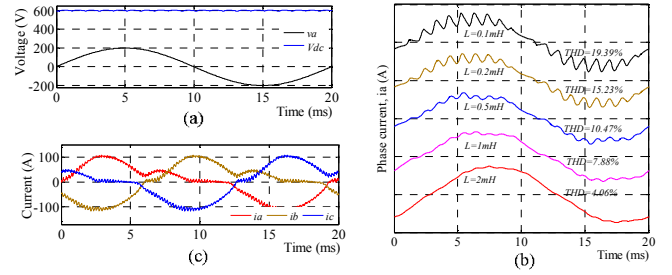 Voltage (V)
600
400
200
0
-200
va
Vdc
0
5
10
15
20
Time (ms)
(a)
Current (A)
100
0
-100
ia
ib
ic
0
5
10
15
20
Time (ms)
(c)
Phase current, ia (A)
L=0.1mH
THD=19.39%
L=0.2mH
THD=15.23%
L=0.5mH
THD=10.47%
L=1mH
THD=7.88%
L=2mH
THD=4.06%
0
5
10
15
20
Time (ms)
(b)